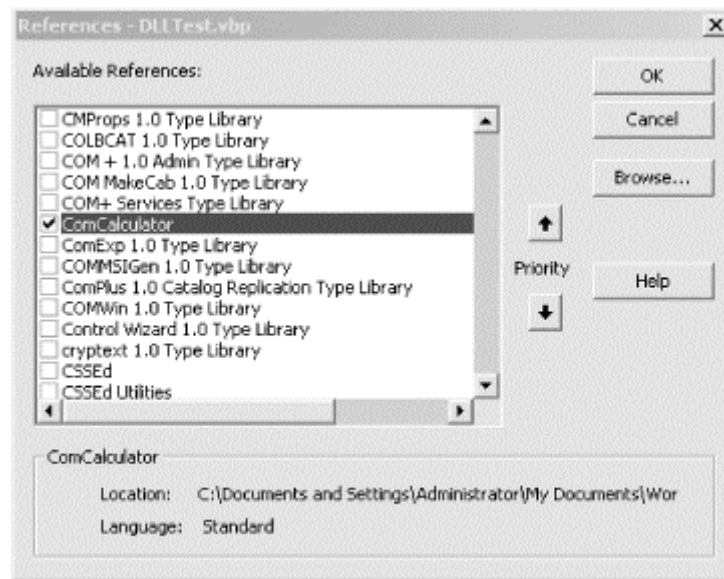 References - DLLTest.vbp
Available References:
CMProps 1.0 Type Library
COLBCAT 1.0 Type Library
COM + 1.0 Admin Type Library
COM MakeCab 1.0 Type Library
COM+ Services Type Library
ComCalculator
ComExp 1.0 Type Library
COMMSIGen 1.0 Type Library
ComPlus 1.0 Catalog Replication Type Library
COMWin 1.0 Type Library
Control Wizard 1.0 Type Library
cryptext 1.0 Type Library
CSSEd
CSSEd Utilities
OK
Cancel
Browse...
Priority
Help
ComCalculator
Location: C:\Documents and Settings\Administrator\My Documents\Wor
Language: Standard